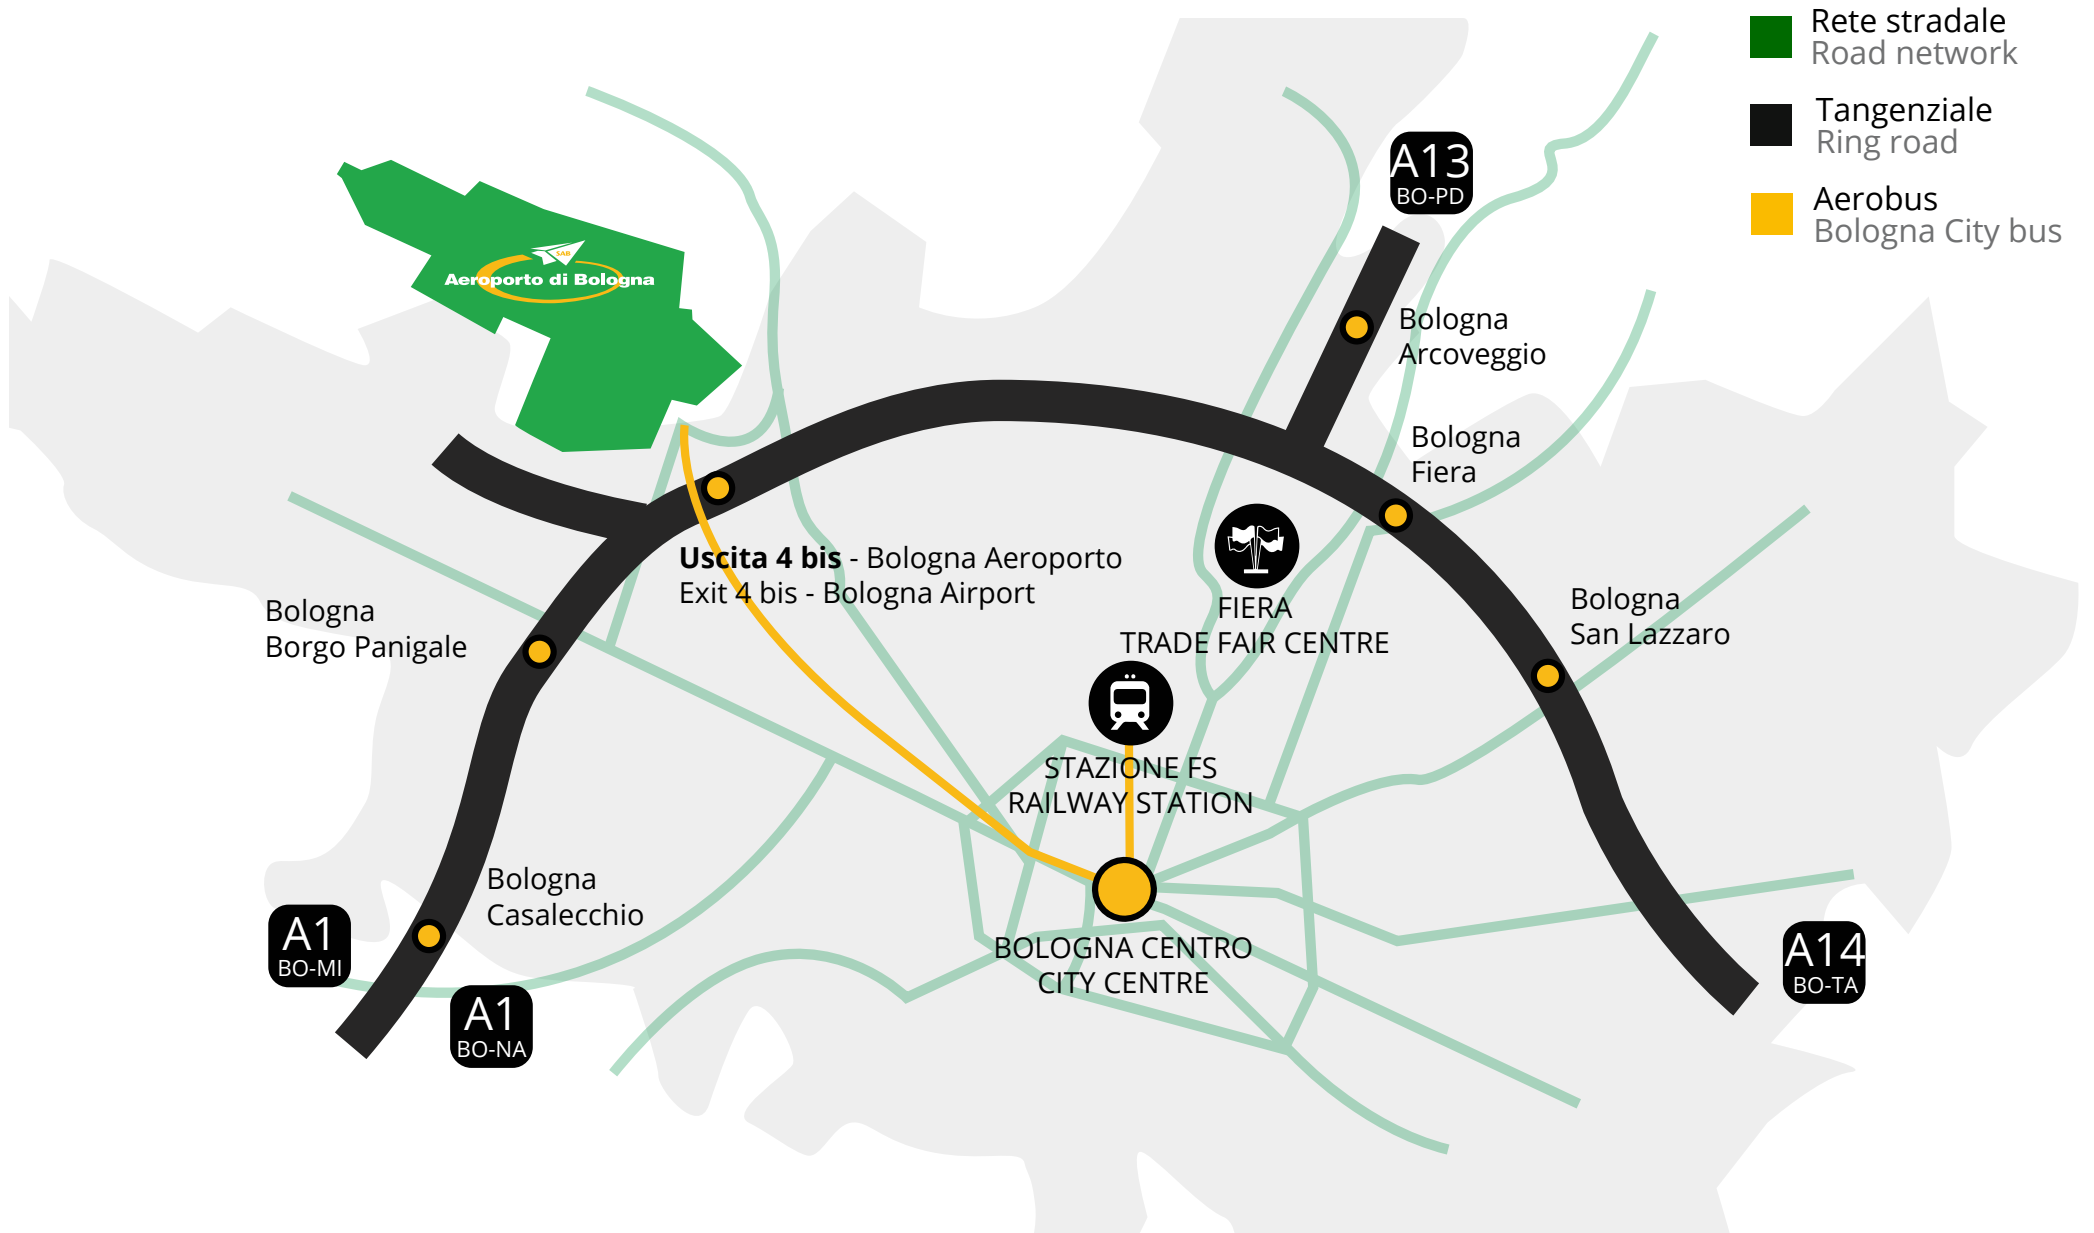 Rete stradale
Road network
Tangenziale
Ring road
Aerobus
Bologna City bus
A13
BO-PD
SAB
Aeroporto di Bologna
Bologna
Arcoveggio
Bologna
Fiera
Uscita 4 bis - Bologna Aeroporto
Exit 4 bis - Bologna Airport
Bologna
Borgo Panigale
FIERA
TRADE FAIR CENTRE
Bologna
San Lazzaro
STAZIONE FS
RAILWAY STATION
Bologna
Casalecchio
A1
BO-MI
BOLOGNA CENTRO
CITY CENTRE
A14
BO-TA
A1
BO-NA